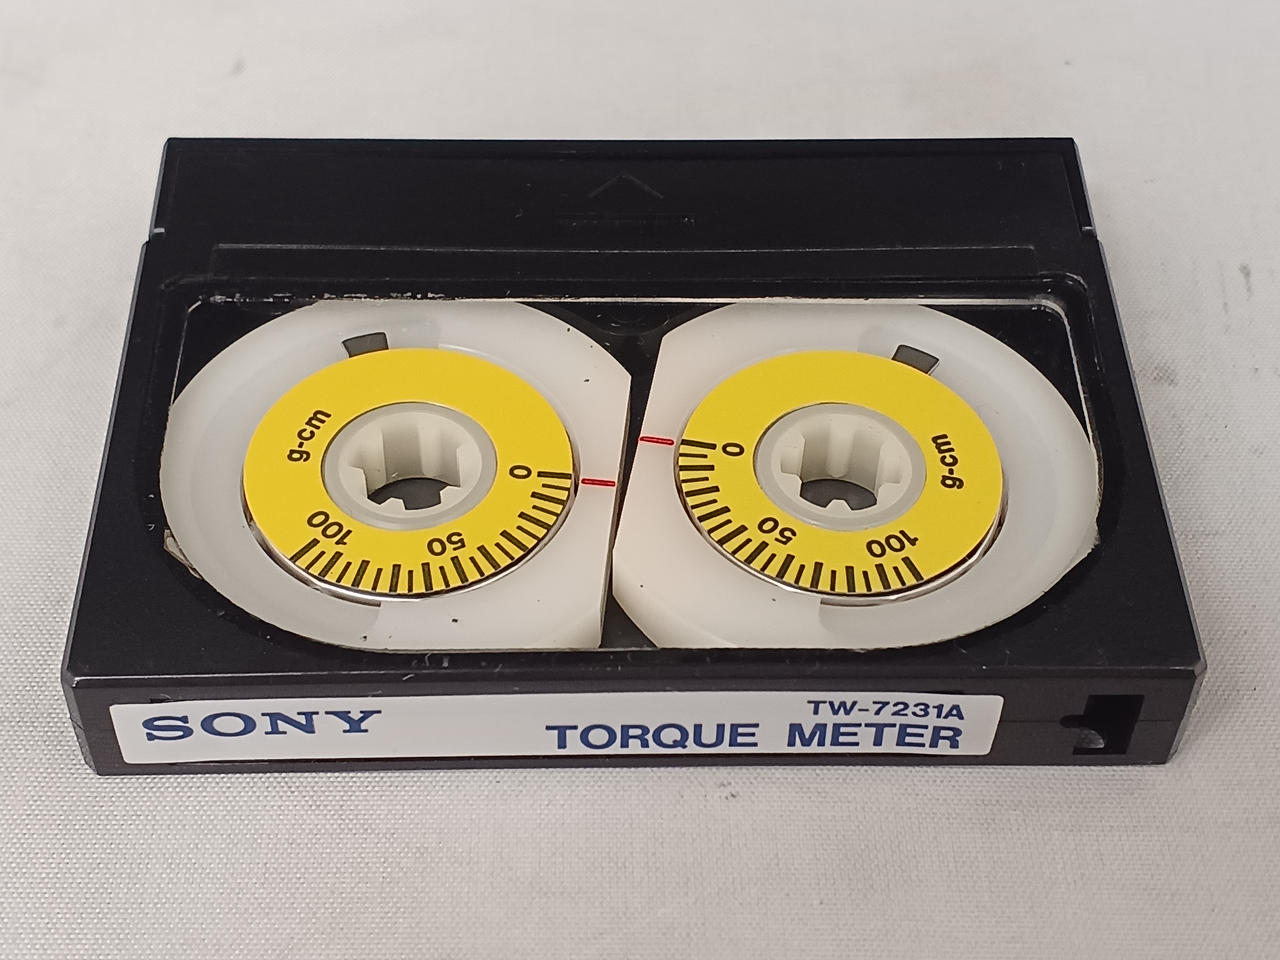 g-cm
0
50
100
0
50
100
g-cm
SONY
TW-7231A
TORQUE METER